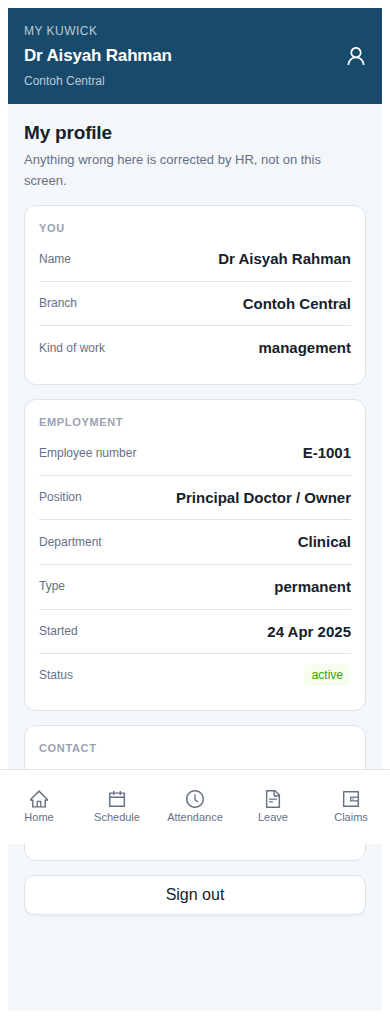 MY KUWICK
Dr Aisyah Rahman
Contoh Central
My profile
Anything wrong here is corrected by HR, not on this
screen.
YOU
Name Dr Aisyah Rahman
Branch Contoh Central
Kind of work management
EMPLOYMENT
Employee number E-1001
Position Principal Doctor / Owner
Department Clinical
Type permanent
Started 24 Apr 2025
Status active
CONTACT
Home Schedule Attendance Leave Claims
Sign out